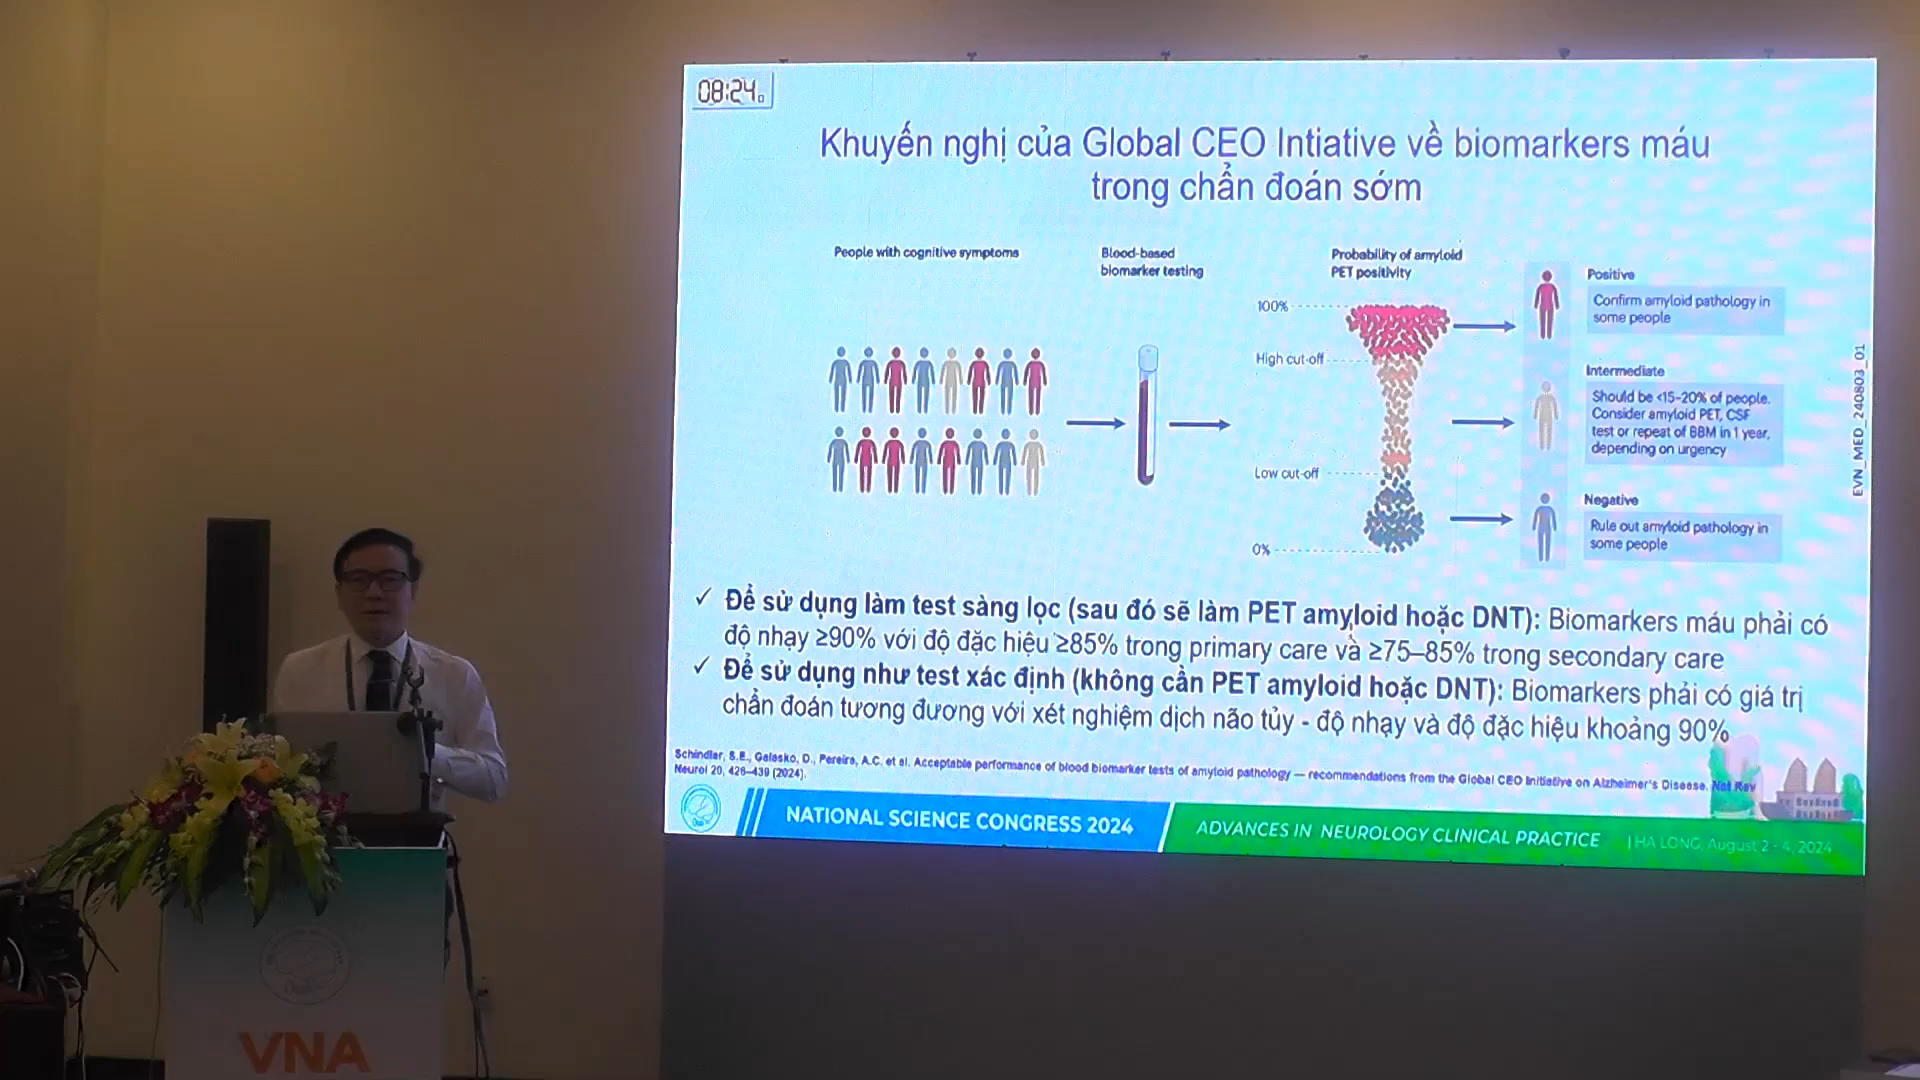 08:24
Khuyến nghị của Global CEO Intiative về biomarkers máu
trong chẩn đoán sớm
People with cognitive symptoms
Blood-based
biomarker testing
Probability of amyloid
PET positivity
100%
High cut-off
Low cut-off
0%
Positive
Confirm amyloid pathology in
some people
Intermediate
Should be <15-20% of people.
Consider amyloid PET, CSF
test or repeat of BBM in 1 year,
depending on urgency
Negative
Rule out amyloid pathology in
some people
EVN_MED_240803_01
✓ Để sử dụng làm test sàng lọc (sau đó sẽ làm PET amyloid hoặc DNT): Biomarkers máu phải có
độ nhạy ≥90% với độ đặc hiệu ≥85% trong primary care và ≥75–85% trong secondary care
✓ Để sử dụng như test xác định (không cần PET amyloid hoặc DNT): Biomarkers phải có giá trị
chẩn đoán tương đương với xét nghiệm dịch não tủy - độ nhạy và độ đặc hiệu khoảng 90%
Schindler, S.E., Galasko, D., Pereira, A.C. et al. Acceptable performance of blood biomarker tests of amyloid pathology — recommendations from the Global CEO Initiative on Alzheimer's Disease. Nat Rev
Neurol 20, 426–439 (2024).
NATIONAL SCIENCE CONGRESS 2024
ADVANCES IN NEUROLOGY CLINICAL PRACTICE
| HA LONG, August 2 - 4, 2024
VNA